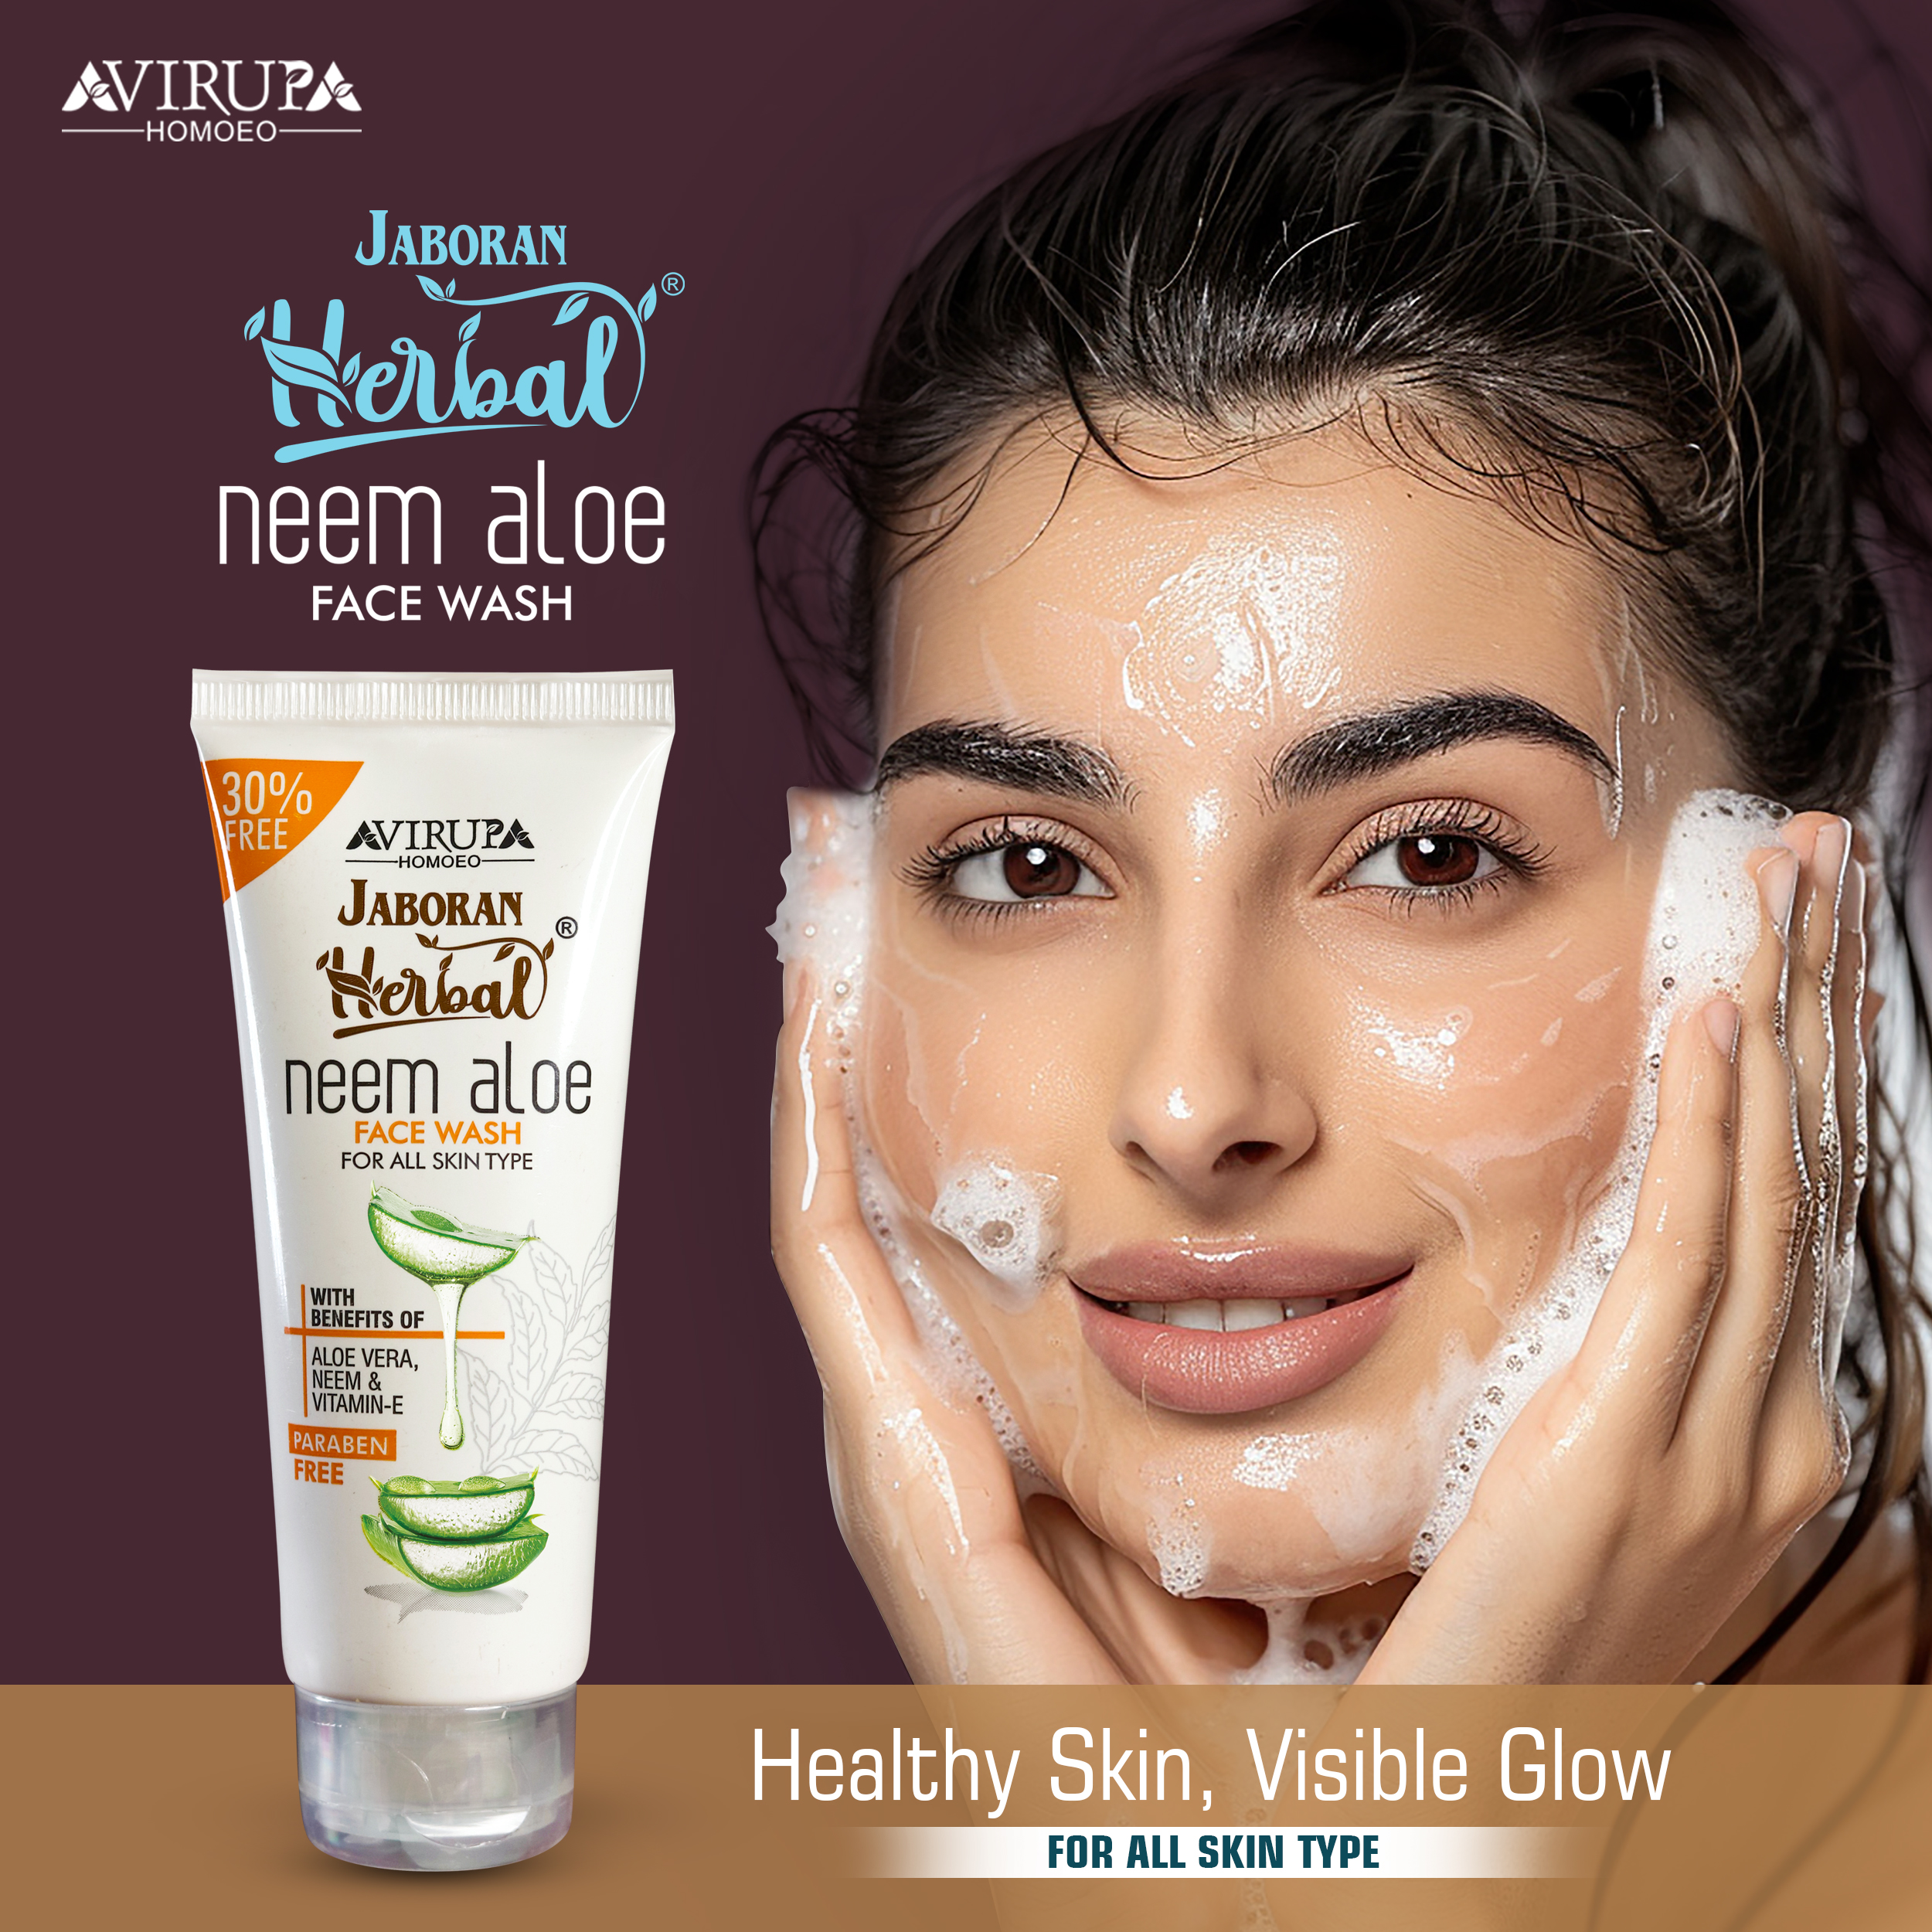 AVIRUPA
HOMOEO
JABORAN
Herbal®
neem aloe
FACE WASH
30%
FREE
AVIRUPA
HOMOEO
JABORAN
Herbal®
neem aloe
FACE WASH
FOR ALL SKIN TYPE
WITH
BENEFITS OF
ALOE VERA,
NEEM &
VITAMIN-E
PARABEN
FREE
Healthy Skin, Visible Glow
FOR ALL SKIN TYPE